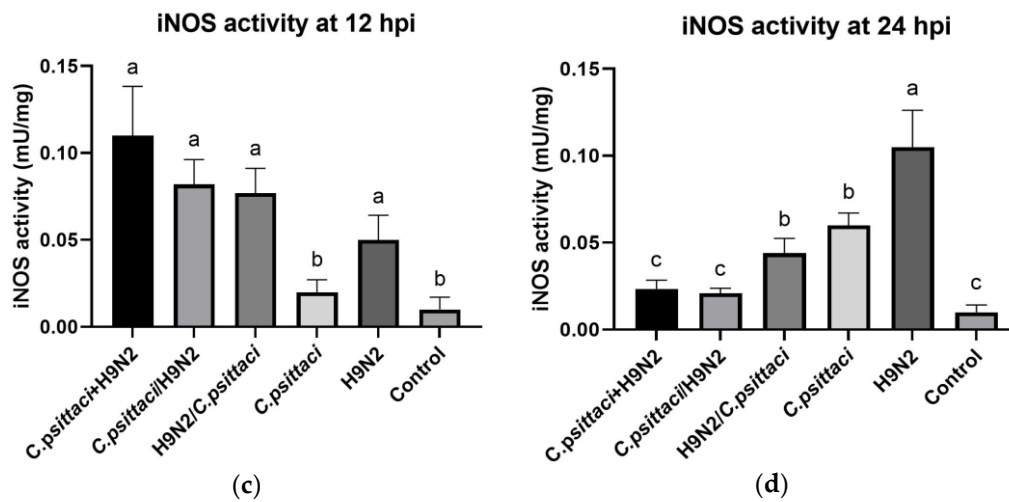 iNOS activity at 12 hpi
iNOS activity (mU/mg)
0.15
0.10
0.05
0.00
a
a
a
b
a
b
C.psittaci+H9N2
C.psittaci/H9N2
H9N2/C.psittaci
C.psittaci
H9N2
Control
(c)
iNOS activity at 24 hpi
iNOS activity (mU/mg)
0.15
0.10
0.05
0.00
c
c
b
b
a
c
C.psittaci+H9N2
C.psittaci/H9N2
H9N2/C.psittaci
C.psittaci
H9N2
Control
(d)